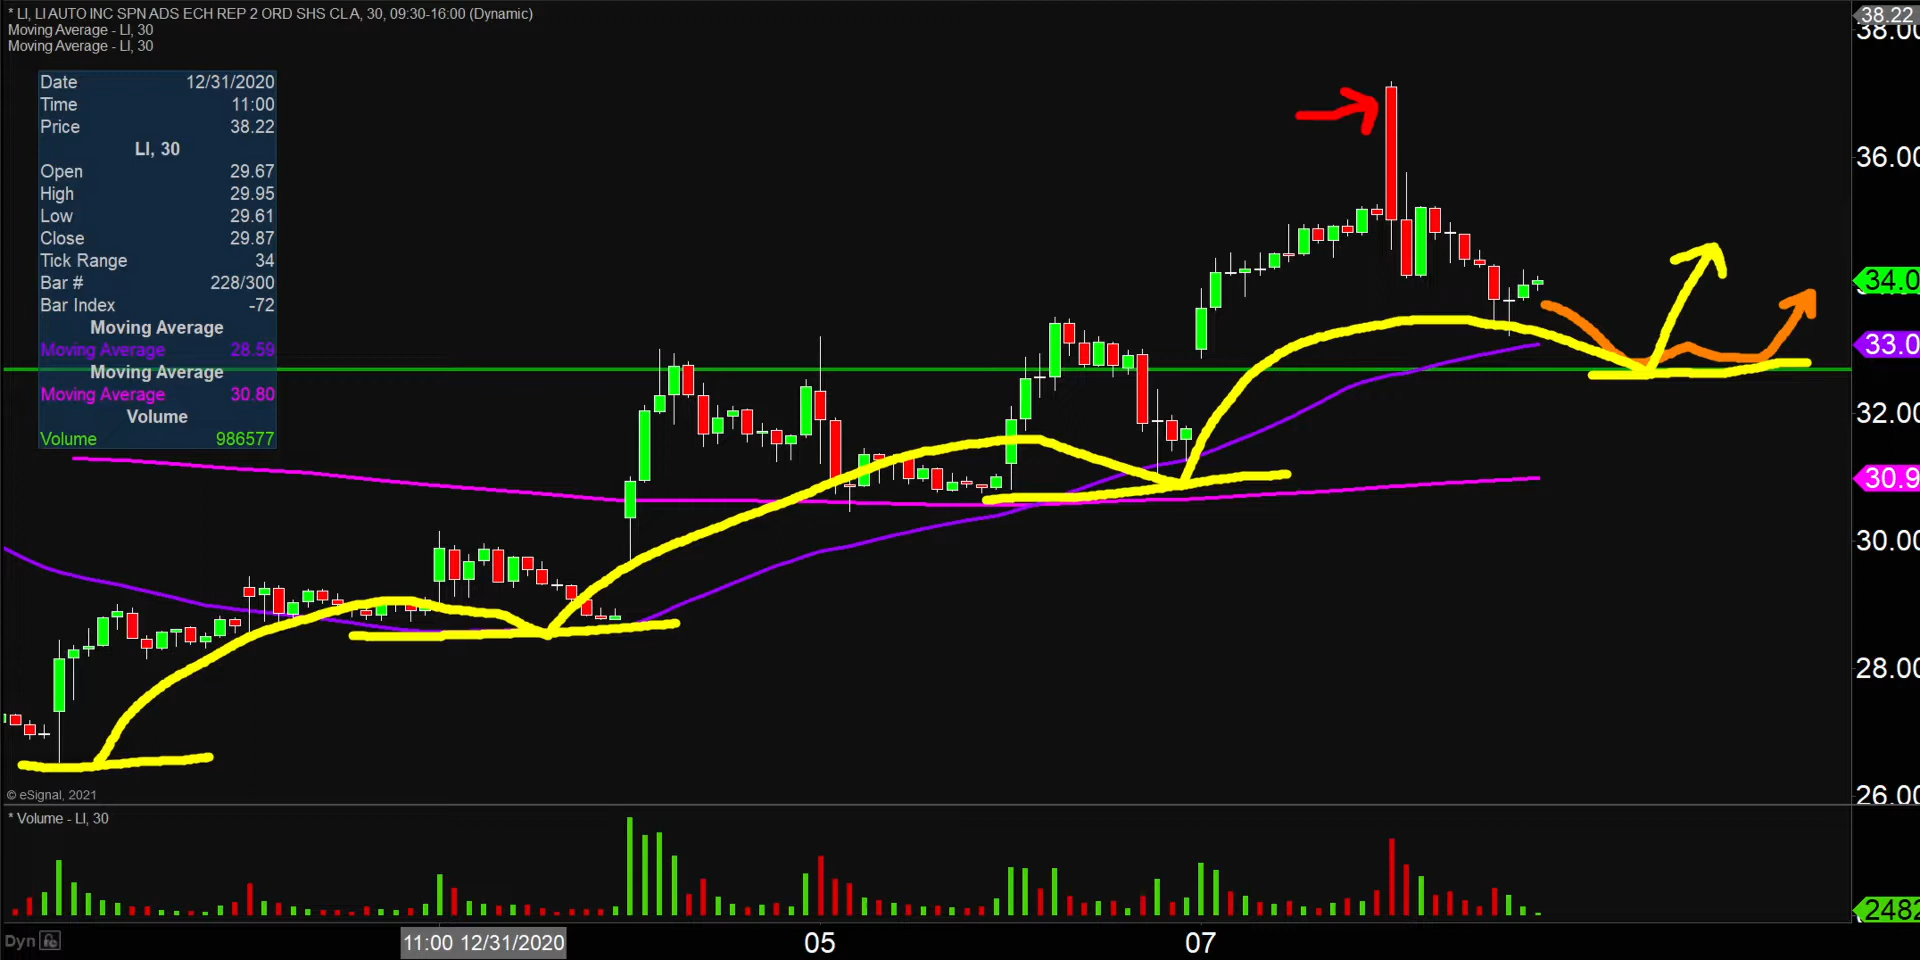 * LI, LI AUTO INC SPN ADS ECH REP 2 ORD SHS CLA, 30, 09:30-16:00 (Dynamic)
Moving Average - LI, 30
Moving Average - LI, 30
Date 12/31/2020
Time 11:00
Price 38.22
LI, 30
Open 29.67
High 29.95
Low 29.61
Close 29.87
Tick Range 34
Bar # 228/300
Bar Index -72
Moving Average
Moving Average 28.59
Moving Average
Moving Average 30.80
Volume
Volume 986577
38.22
38.00
36.00
34.0
33.0
32.00
30.9
30.00
28.00
26.00
© eSignal, 2021
* Volume - LI, 30
2482
Dyn
11:00 12/31/2020
05
07